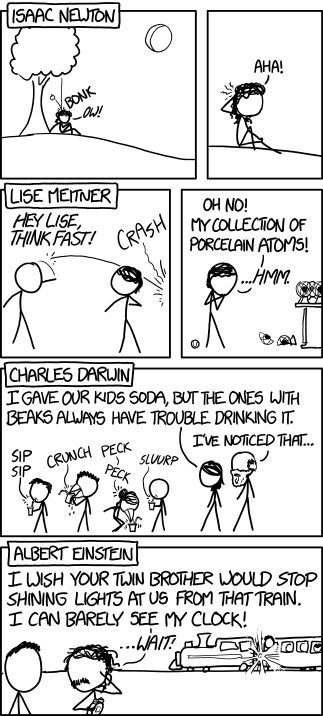 ISAAC NEWTON
BONK
OW!
AHA!
LISE MEITNER
HEY LISE,
THINK FAST!
CRASH
OH NO!
MY COLLECTION OF
PORCELAIN ATOMS!
...HMM.
CHARLES DARWIN
I GAVE OUR KIDS SODA, BUT THE ONES WITH
BEAKS ALWAYS HAVE TROUBLE DRINKING IT.
I'VE NOTICED THAT...
SIP
SIP
CRUNCH
PECK
PECK
SLUURP
ALBERT EINSTEIN
I WISH YOUR TWIN BROTHER WOULD STOP
SHINING LIGHTS AT US FROM THAT TRAIN.
I CAN BARELY SEE MY CLOCK!
...WAIT!